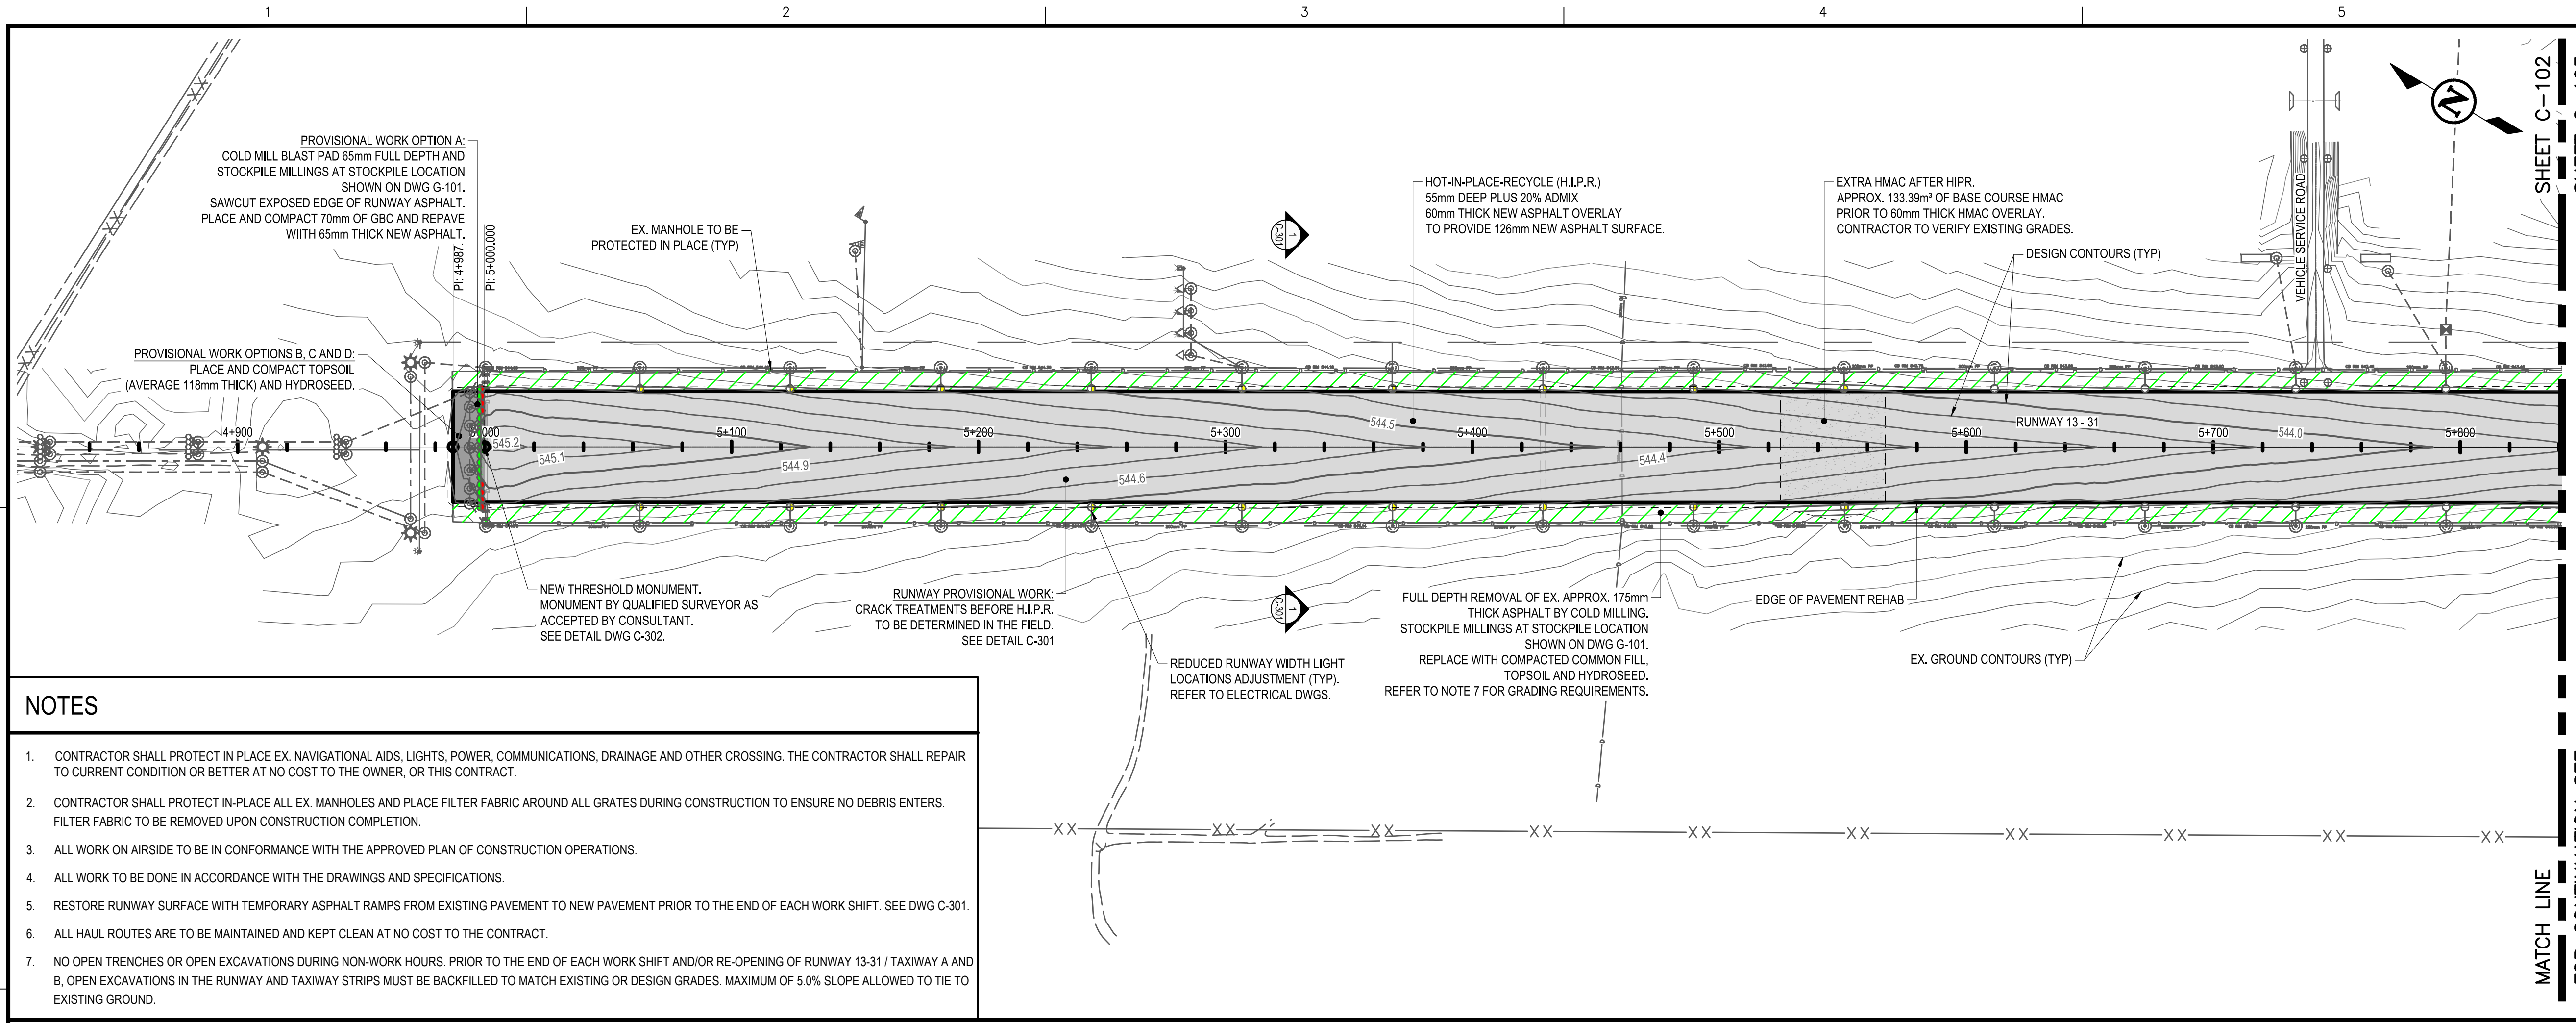 1
2
3
4
5
PROVISIONAL WORK OPTION A:
COLD MILL BLAST PAD 65mm FULL DEPTH AND
STOCKPILE MILLINGS AT STOCKPILE LOCATION
SHOWN ON DWG G-101.
SAWCUT EXPOSED EDGE OF RUNWAY ASPHALT.
PLACE AND COMPACT 70mm OF GBC AND REPAVE
WIITH 65mm THICK NEW ASPHALT.
PI: 4+987.
PI: 5+000.000
EX. MANHOLE TO BE
PROTECTED IN PLACE (TYP)
1
C-301
HOT-IN-PLACE-RECYCLE (H.I.P.R.)
55mm DEEP PLUS 20% ADMIX
60mm THICK NEW ASPHALT OVERLAY
TO PROVIDE 126mm NEW ASPHALT SURFACE.
EXTRA HMAC AFTER HIPR.
APPROX. 133.39m³ OF BASE COURSE HMAC
PRIOR TO 60mm THICK HMAC OVERLAY.
CONTRACTOR TO VERIFY EXISTING GRADES.
DESIGN CONTOURS (TYP)
VEHICLE SERVICE ROAD
N
SHEET C-102
PROVISIONAL WORK OPTIONS B, C AND D:
PLACE AND COMPACT TOPSOIL
(AVERAGE 118mm THICK) AND HYDROSEED.
4+900
000
545.2
545.1
5+100
544.9
5+200
544.6
5+300
544.5
5+400
544.4
5+500
5+600
RUNWAY 13 - 31
5+700
544.0
5+800
NEW THRESHOLD MONUMENT.
MONUMENT BY QUALIFIED SURVEYOR AS
ACCEPTED BY CONSULTANT.
SEE DETAIL DWG C-302.
RUNWAY PROVISIONAL WORK:
CRACK TREATMENTS BEFORE H.I.P.R.
TO BE DETERMINED IN THE FIELD.
SEE DETAIL C-301
1
C-301
REDUCED RUNWAY WIDTH LIGHT
LOCATIONS ADJUSTMENT (TYP).
REFER TO ELECTRICAL DWGS.
FULL DEPTH REMOVAL OF EX. APPROX. 175mm
THICK ASPHALT BY COLD MILLING.
STOCKPILE MILLINGS AT STOCKPILE LOCATION
SHOWN ON DWG G-101.
REPLACE WITH COMPACTED COMMON FILL,
TOPSOIL AND HYDROSEED.
REFER TO NOTE 7 FOR GRADING REQUIREMENTS.
EDGE OF PAVEMENT REHAB
EX. GROUND CONTOURS (TYP)
MATCH LINE
NOTES
1. CONTRACTOR SHALL PROTECT IN PLACE EX. NAVIGATIONAL AIDS, LIGHTS, POWER, COMMUNICATIONS, DRAINAGE AND OTHER CROSSING. THE CONTRACTOR SHALL REPAIR
TO CURRENT CONDITION OR BETTER AT NO COST TO THE OWNER, OR THIS CONTRACT.
2. CONTRACTOR SHALL PROTECT IN-PLACE ALL EX. MANHOLES AND PLACE FILTER FABRIC AROUND ALL GRATES DURING CONSTRUCTION TO ENSURE NO DEBRIS ENTERS.
FILTER FABRIC TO BE REMOVED UPON CONSTRUCTION COMPLETION.
3. ALL WORK ON AIRSIDE TO BE IN CONFORMANCE WITH THE APPROVED PLAN OF CONSTRUCTION OPERATIONS.
4. ALL WORK TO BE DONE IN ACCORDANCE WITH THE DRAWINGS AND SPECIFICATIONS.
5. RESTORE RUNWAY SURFACE WITH TEMPORARY ASPHALT RAMPS FROM EXISTING PAVEMENT TO NEW PAVEMENT PRIOR TO THE END OF EACH WORK SHIFT. SEE DWG C-301.
6. ALL HAUL ROUTES ARE TO BE MAINTAINED AND KEPT CLEAN AT NO COST TO THE CONTRACT.
7. NO OPEN TRENCHES OR OPEN EXCAVATIONS DURING NON-WORK HOURS. PRIOR TO THE END OF EACH WORK SHIFT AND/OR RE-OPENING OF RUNWAY 13-31 / TAXIWAY A AND
B, OPEN EXCAVATIONS IN THE RUNWAY AND TAXIWAY STRIPS MUST BE BACKFILLED TO MATCH EXISTING OR DESIGN GRADES. MAXIMUM OF 5.0% SLOPE ALLOWED TO TIE TO
EXISTING GROUND.